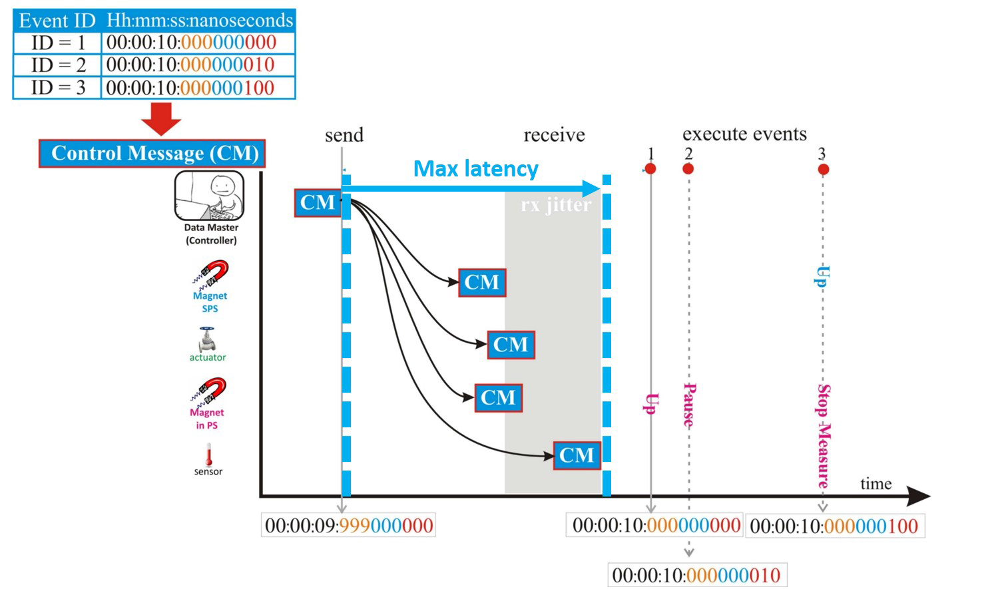 Event ID Hh:mm:ss:nanoseconds
ID = 1 00:00:10:000000000
ID = 2 00:00:10:000000010
ID = 3 00:00:10:000000100
Control Message (CM)
send
receive
execute events
1
2
3
Max latency
rx jitter
CM
Data Master
(Controller)
CM
Magnet
SPS
Up
CM
actuator
CM
Magnet
in PS
Up
Pause
Stop Measure
CM
sensor
time
00:00:09:999000000
00:00:10:000000000
00:00:10:000000100
00:00:10:000000010